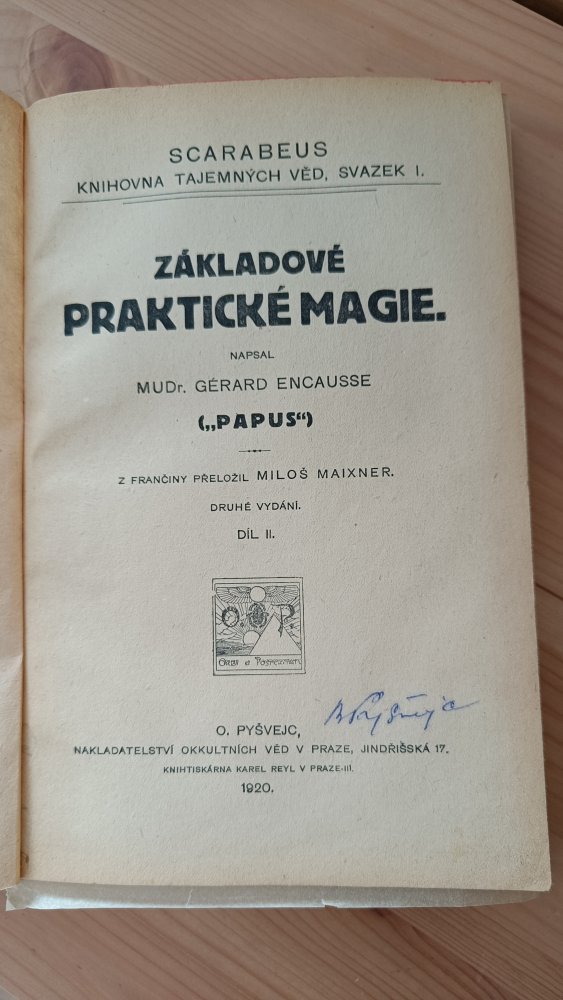 SCARABEUS
KNIHOVNA TAJEMNÝCH VĚD, SVAZEK I.
ZÁKLADOVÉ
PRAKTICKÉ MAGIE.
NAPSAL
MUDr. GÉRARD ENCAUSSE
(„PAPUS“)
Z FRANČINY PŘELOŽIL MILOŠ MAIXNER.
DRUHÉ VYDÁNÍ.
DÍL II.
O. PYŠVEJC,
NAKLADATELSTVÍ OKKULTNÍCH VĚD V PRAZE, JINDŘIŠSKÁ 17.
KNIHTISKÁRNA KAREL REYL V PRAZE-III.
1920.